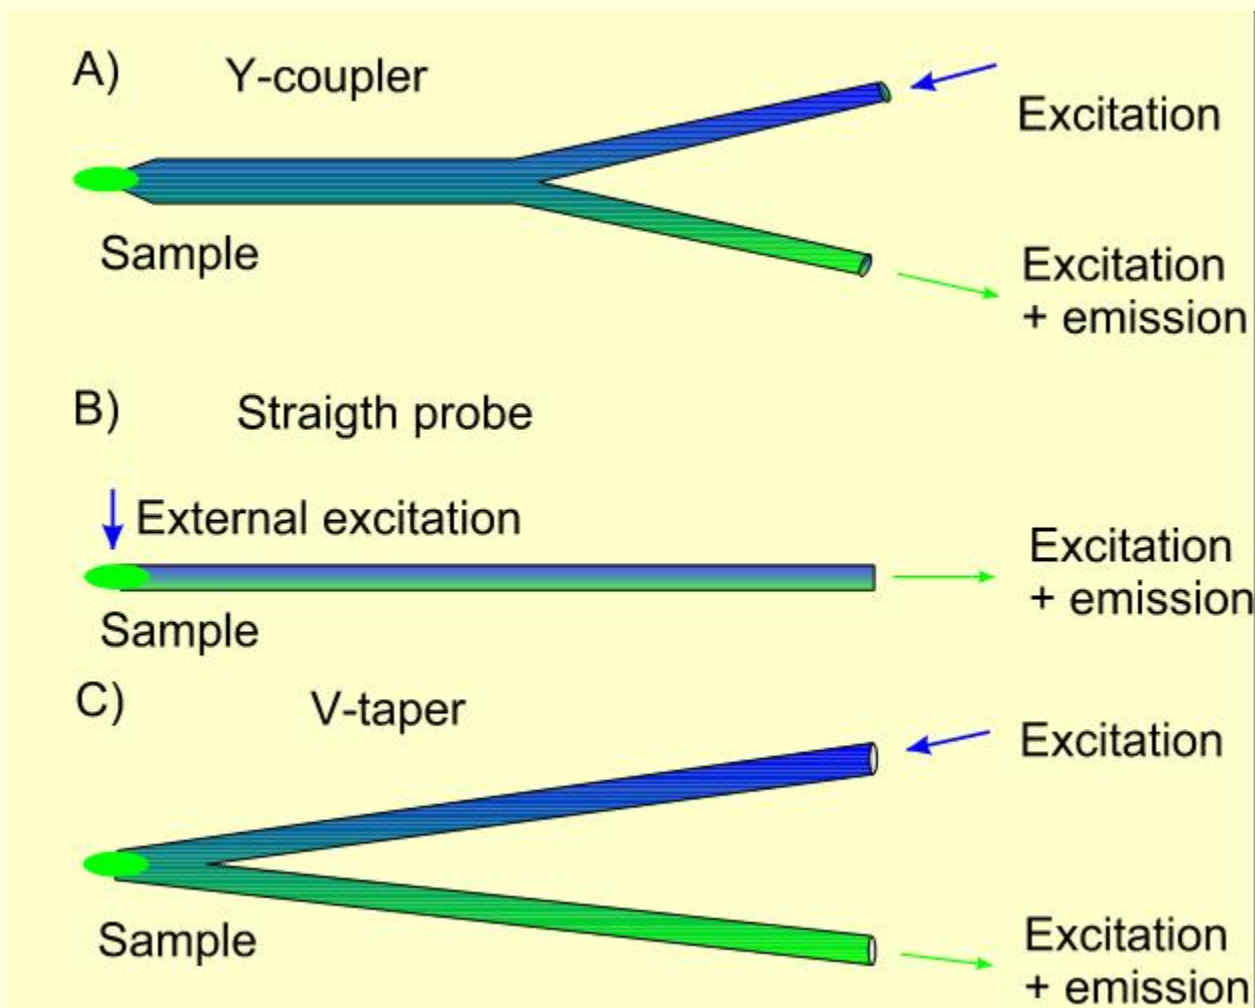 A) Y-coupler
Excitation
Sample
Excitation
+ emission
B) Straigth probe
External excitation
Excitation
+ emission
Sample
C) V-taper
Excitation
Sample
Excitation
+ emission